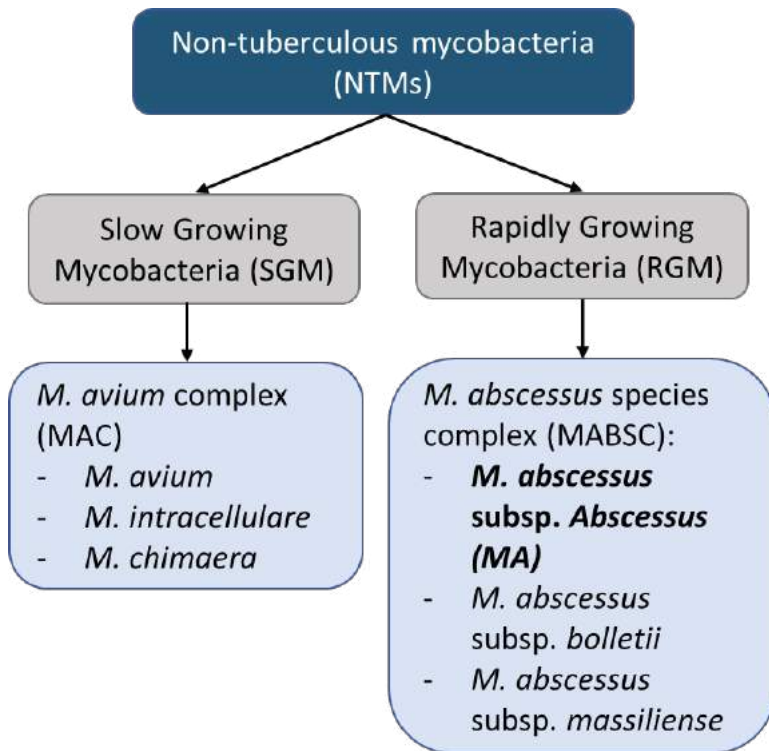 Non-tuberculous mycobacteria
(NTMs)
Slow Growing
Mycobacteria (SGM)
Rapidly Growing
Mycobacteria (RGM)
M. avium complex
(MAC)
- M. avium
- M. intracellulare
- M. chimaera
M. abscessus species
complex (MABSC):
- M. abscessus
subsp. Abscessus
(MA)
- M. abscessus
subsp. bolletii
- M. abscessus
subsp. massiliense